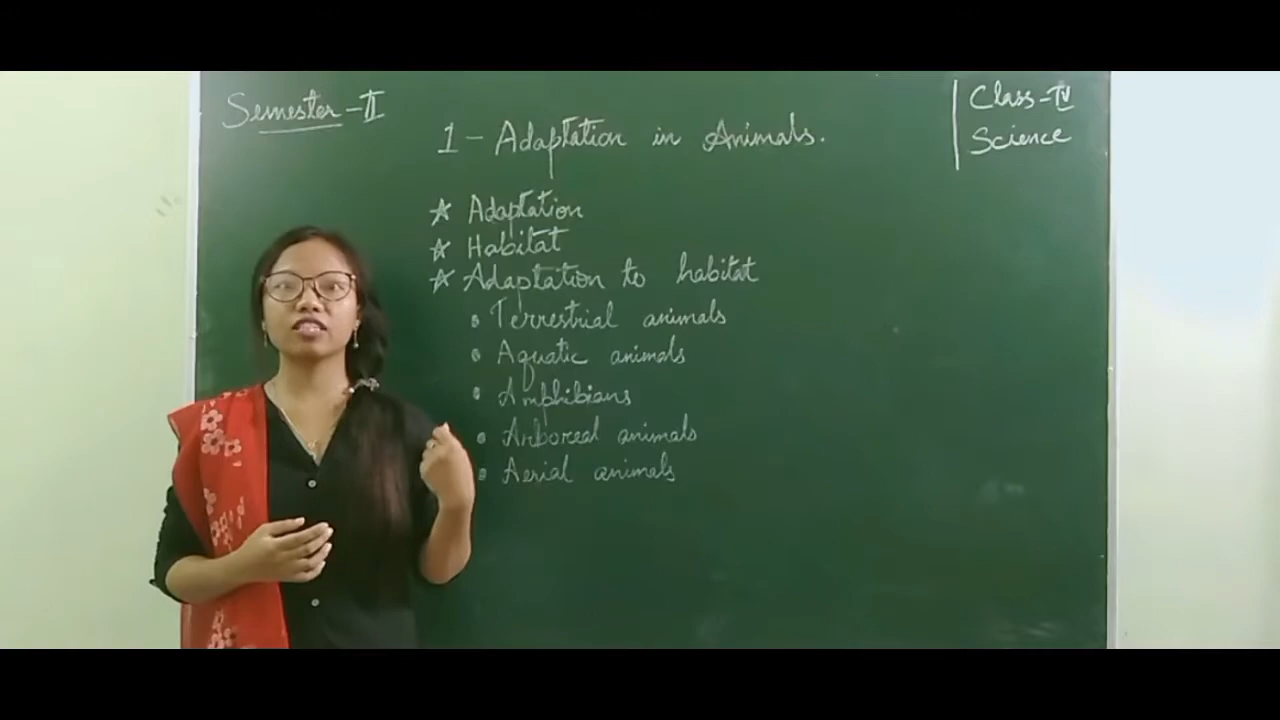 Semester-II
Class-IV
Science
1- Adaptation in Animals.
☆ Adaptation
☆ Habitat
☆ Adaptation to habitat
• Terrestrial animals
• Aquatic animals
• Amphibians
• Arboreal animals
• Aerial animals